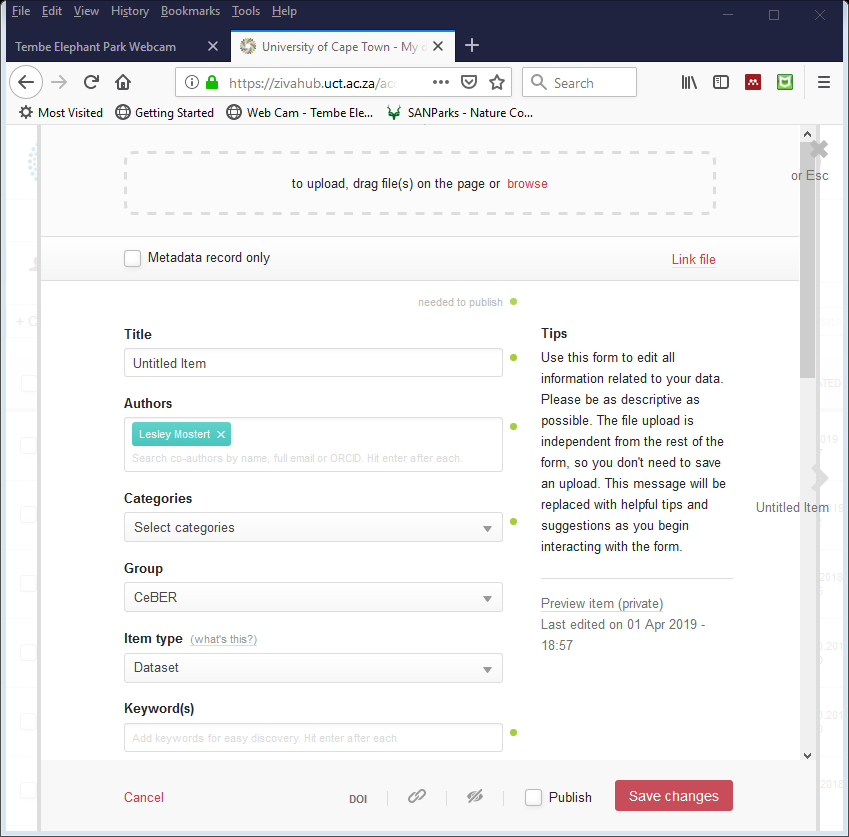 File Edit View History Bookmarks Tools Help
Tembe Elephant Park Webcam
University of Cape Town - My
https://zivahub.uct.ac.za/ac
Search
Most Visited Getting Started Web Cam - Tembe Ele... SANParks - Nature Co...
to upload, drag file(s) on the page or browse
or Esc
Metadata record only
Link file
needed to publish
Title
Untitled Item
Authors
Lesley Mostert
Search co-authors by name, full email or ORCID. Hit enter after each.
Categories
Select categories
Group
CeBER
Item type (what's this?)
Dataset
Keyword(s)
Add keywords for easy discovery. Hit enter after each
Tips
Use this form to edit all
information related to your data.
Please be as descriptive as
possible. The file upload is
independent from the rest of the
form, so you don't need to save
an upload. This message will be
replaced with helpful tips and
suggestions as you begin
interacting with the form.
Preview item (private)
Last edited on 01 Apr 2019 -
18:57
Untitled Item
Cancel
DOI
Publish
Save changes